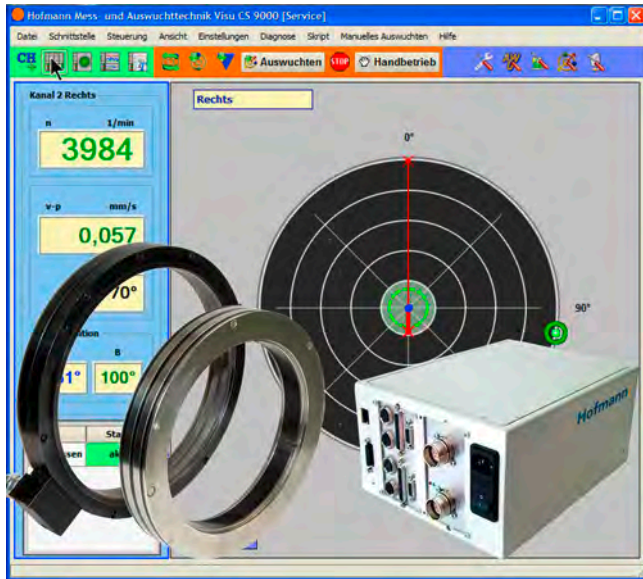 Hofmann Mess- und Auswuchttechnik Visu CS 9000 [Service]
Datei Schnittstelle Steuerung Ansicht Einstellungen Diagnose Skript Manuelles Auswuchten Hilfe
CH Auswuchten STOP Handbetrieb
Kanal 2 Rechts
Rechts
n 1/min
3984
0°
v-p mm/s
0,057
70°
90°
B
100°
Hofmann